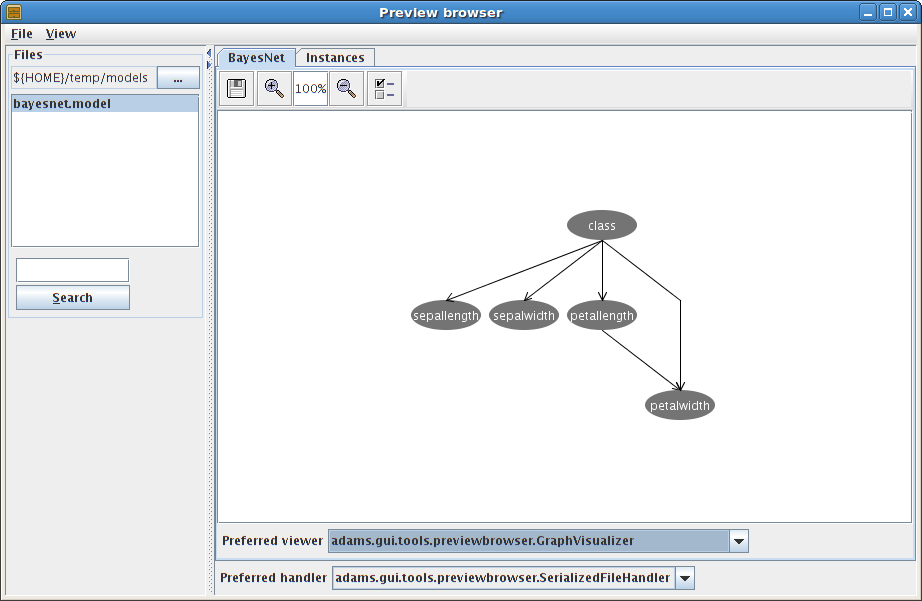 Preview browser
File View
Files
${HOME}/temp/models ...
bayesnet.model
Search
BayesNet Instances
100%
class
sepallength sepalwidth petallength
petalwidth
Preferred viewer adams.gui.tools.previewbrowser.GraphVisualizer
Preferred handler adams.gui.tools.previewbrowser.SerializedFileHandler